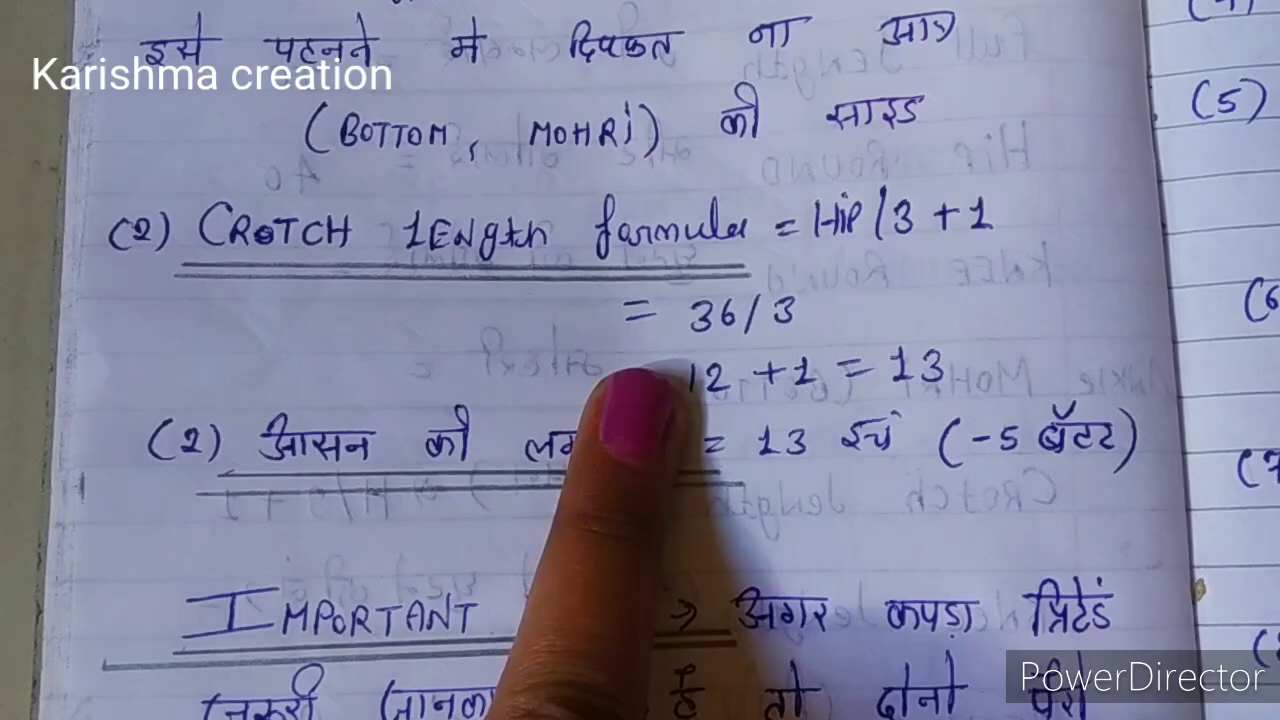 इसे पहनने मे दिक्कत ना आए
Karishma creation
(BOTTOM, MOHRI) की साइड
(5)
(2) CROTCH LENgth formula = HiP/3 + 1
= 36/3
12 + 1 = 13
(2) आसन की = 13 इचं (-5 बॅटर)
IMPORTANT → अगर कपड़ा प्रिटेडं
PowerDirector
जरूरी है तो दोनो पैरो